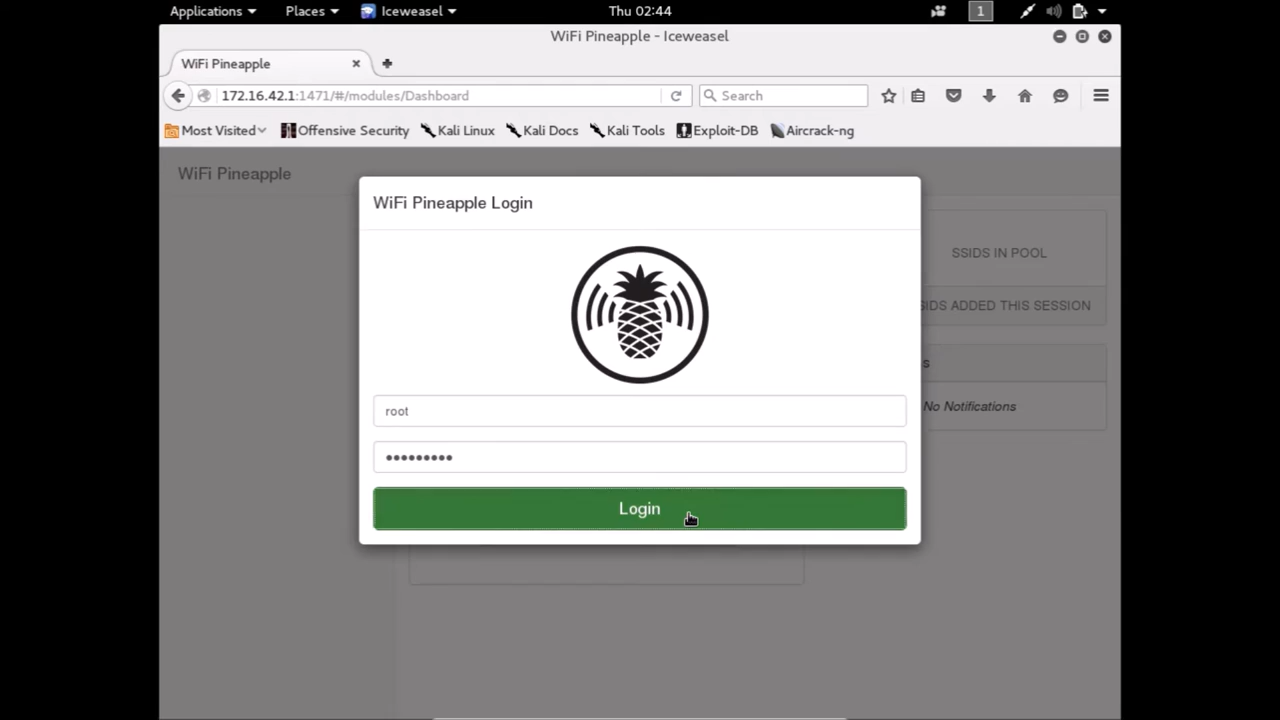 Applications Places Iceweasel Thu 02:44 1
WiFi Pineapple - Iceweasel
WiFi Pineapple
172.16.42.1:1471/#/modules/Dashboard Search
Most Visited Offensive Security Kali Linux Kali Docs Kali Tools Exploit-DB Aircrack-ng
WiFi Pineapple
WiFi Pineapple Login
SSIDS IN POOL
SIDS ADDED THIS SESSION
s
No Notifications
root
•••••••••
Login